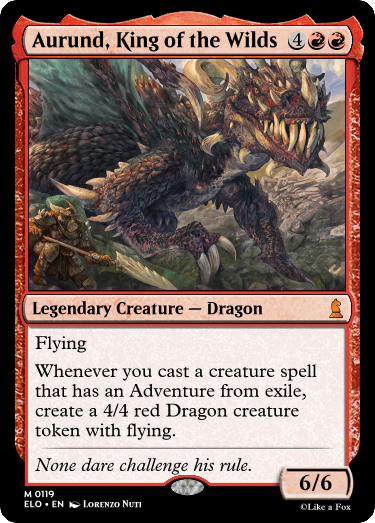 Aurund, King of the Wilds 4
Legendary Creature — Dragon
Flying
Whenever you cast a creature spell
that has an Adventure from exile,
create a 4/4 red Dragon creature
token with flying.
None dare challenge his rule.
6/6
M 0119
ELO • EN Lorenzo Nuti
©Like a Fox